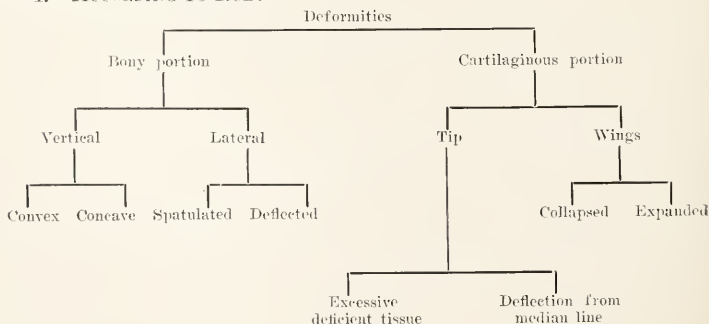 Deformities
Bony portion Cartilaginous portion
Vertical Lateral Tip Wings
Convex Concave Spatulated Deflected Collapsed Expanded
Excessive Deflection from
deficient tissue median line